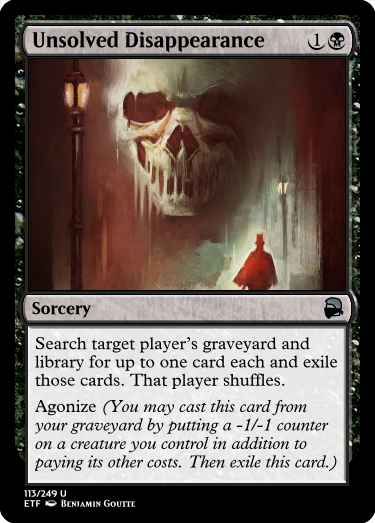 Unsolved Disappearance 1
Sorcery
Search target player's graveyard and
library for up to one card each and exile
those cards. That player shuffles.
Agonize (You may cast this card from
your graveyard by putting a -1/-1 counter
on a creature you control in addition to
paying its other costs. Then exile this card.)
113/249 U
ETF Benjamin Goutte